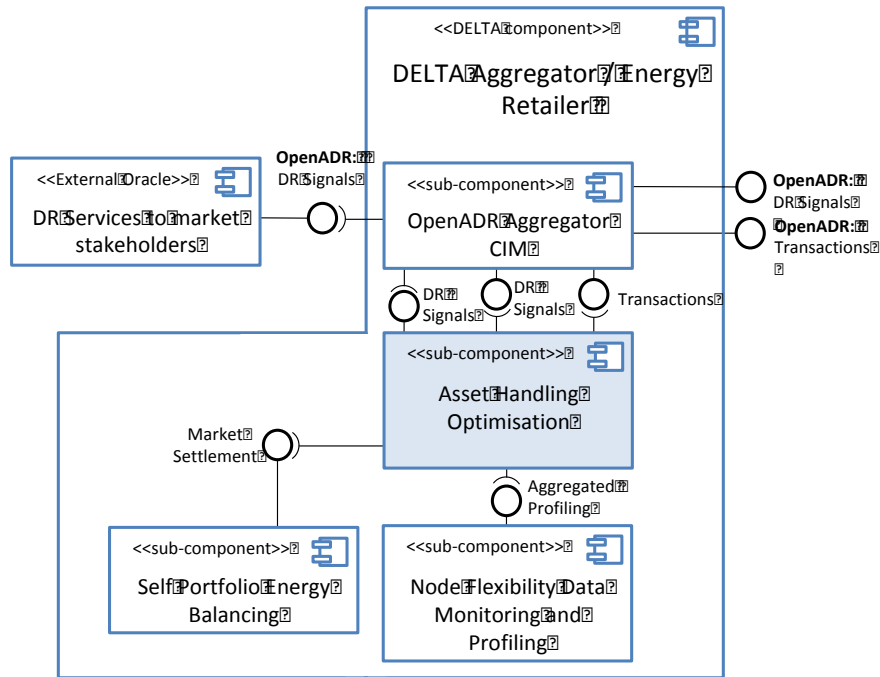 <<DELTA component>>
DELTA Aggregator / Energy
Retailer
OpenADR:
DR Signals
<<External Oracle>>
DR Services to market
stakeholders
<<sub-component>>
OpenADR Aggregator
CIM
OpenADR:
DR Signals
OpenADR:
Transactions
DR
Signals
DR
Signals
Transactions
<<sub-component>>
Asset Handling
Optimisation
Market
Settlement
Aggregated
Profiling
<<sub-component>>
Self Portfolio Energy
Balancing
<<sub-component>>
Node Flexibility Data
Monitoring and
Profiling